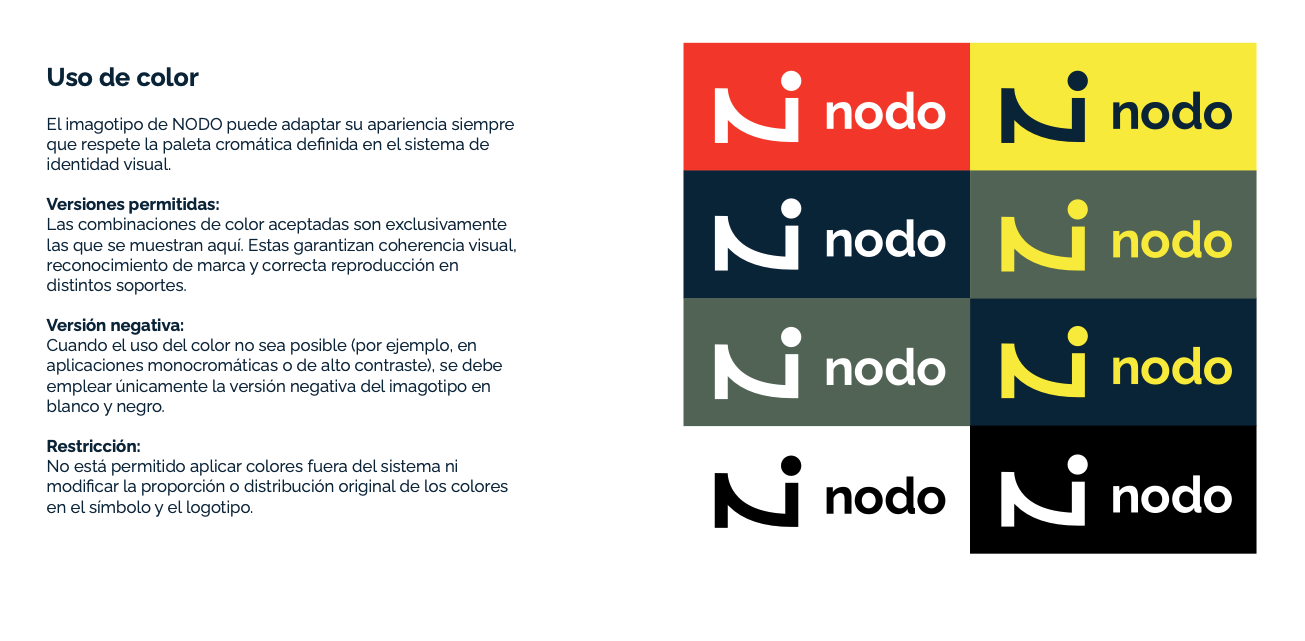 Uso de color
El imagotipo de NODO puede adaptar su apariencia siempre
que respete la paleta cromática definida en el sistema de
identidad visual.
Versiones permitidas:
Las combinaciones de color aceptadas son exclusivamente
las que se muestran aquí. Estas garantizan coherencia visual,
reconocimiento de marca y correcta reproducción en
distintos soportes.
Versión negativa:
Cuando el uso del color no sea posible (por ejemplo, en
aplicaciones monocromáticas o de alto contraste), se debe
emplear únicamente la versión negativa del imagotipo en
blanco y negro.
Restricción:
No está permitido aplicar colores fuera del sistema ni
modificar la proporción o distribución original de los colores
en el símbolo y el logotipo.
nodo
nodo
nodo
nodo
nodo
nodo
nodo
nodo